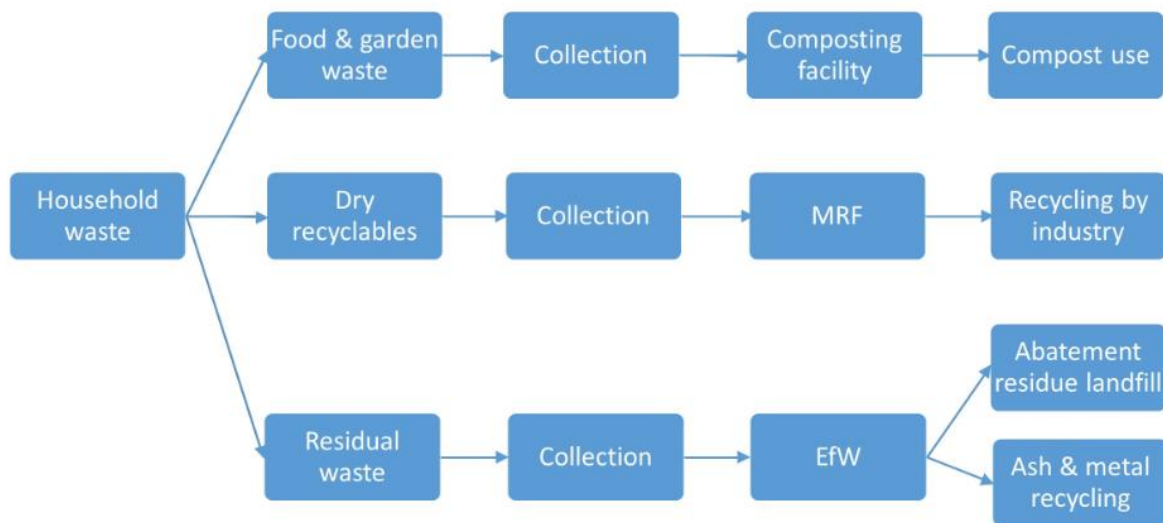 Food & garden
waste
Collection
Composting
facility
Compost use
Household
waste
Dry
recyclables
Collection
MRF
Recycling by
industry
Residual
waste
Collection
EfW
Abatement
residue landfill
Ash & metal
recycling